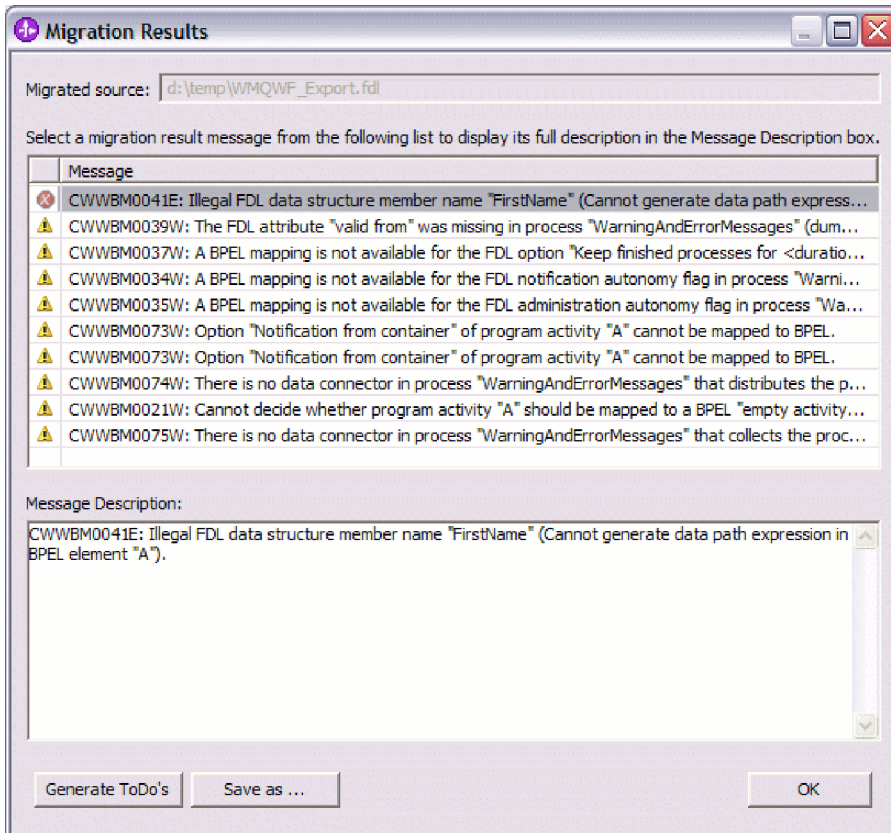 Migration Results
Migrated source: d:\temp\WMQWF_Export.fdl
Select a migration result message from the following list to display its full description in the Message Description box.
Message
CWWBM0041E: Illegal FDL data structure member name "FirstName" (Cannot generate data path express...
CWWBM0039W: The FDL attribute "valid from" was missing in process "WarningAndErrorMessages" (dum...
CWWBM0037W: A BPEL mapping is not available for the FDL option "Keep finished processes for <duratio...
CWWBM0034W: A BPEL mapping is not available for the FDL notification autonomy flag in process "Warni...
CWWBM0035W: A BPEL mapping is not available for the FDL administration autonomy flag in process "Wa...
CWWBM0073W: Option "Notification from container" of program activity "A" cannot be mapped to BPEL.
CWWBM0073W: Option "Notification from container" of program activity "A" cannot be mapped to BPEL.
CWWBM0074W: There is no data connector in process "WarningAndErrorMessages" that distributes the p...
CWWBM0021W: Cannot decide whether program activity "A" should be mapped to a BPEL "empty activity...
CWWBM0075W: There is no data connector in process "WarningAndErrorMessages" that collects the proc...
Message Description:
CWWBM0041E: Illegal FDL data structure member name "FirstName" (Cannot generate data path expression in
BPEL element "A").
Generate ToDo's Save as ... OK